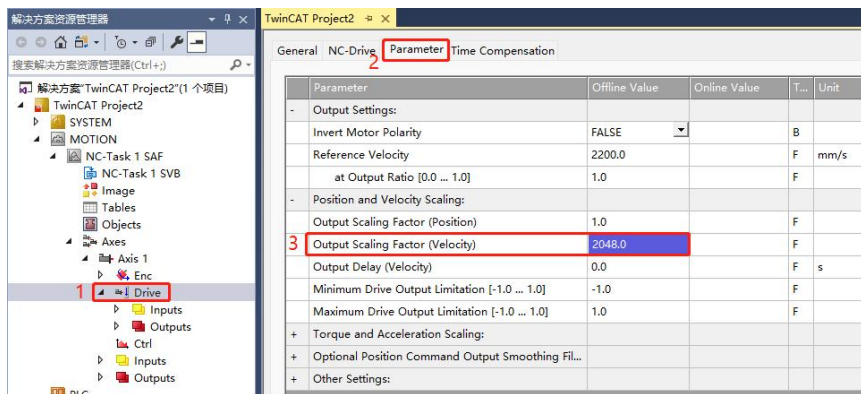 解决方案资源管理器
搜索解决方案资源管理器(Ctrl+;)
解决方案"TwinCAT Project2"(1 个项目)
TwinCAT Project2
SYSTEM
MOTION
NC-Task 1 SAF
NC-Task 1 SVB
Image
Tables
Objects
Axes
Axis 1
Enc
1 Drive
Inputs
Outputs
Ctrl
Inputs
Outputs
TwinCAT Project2
General NC-Drive Parameter Time Compensation
2
Parameter Offline Value Online Value T... Unit
- Output Settings:
Invert Motor Polarity FALSE B
Reference Velocity 2200.0 F mm/s
at Output Ratio [0.0 ... 1.0] 1.0 F
- Position and Velocity Scaling:
Output Scaling Factor (Position) 1.0 F
3 Output Scaling Factor (Velocity) 2048.0 F
Output Delay (Velocity) 0.0 F s
Minimum Drive Output Limitation [-1.0 ... 1.0] -1.0 F
Maximum Drive Output Limitation [-1.0 ... 1.0] 1.0 F
+ Torque and Acceleration Scaling:
+ Optional Position Command Output Smoothing Fil...
+ Other Settings: